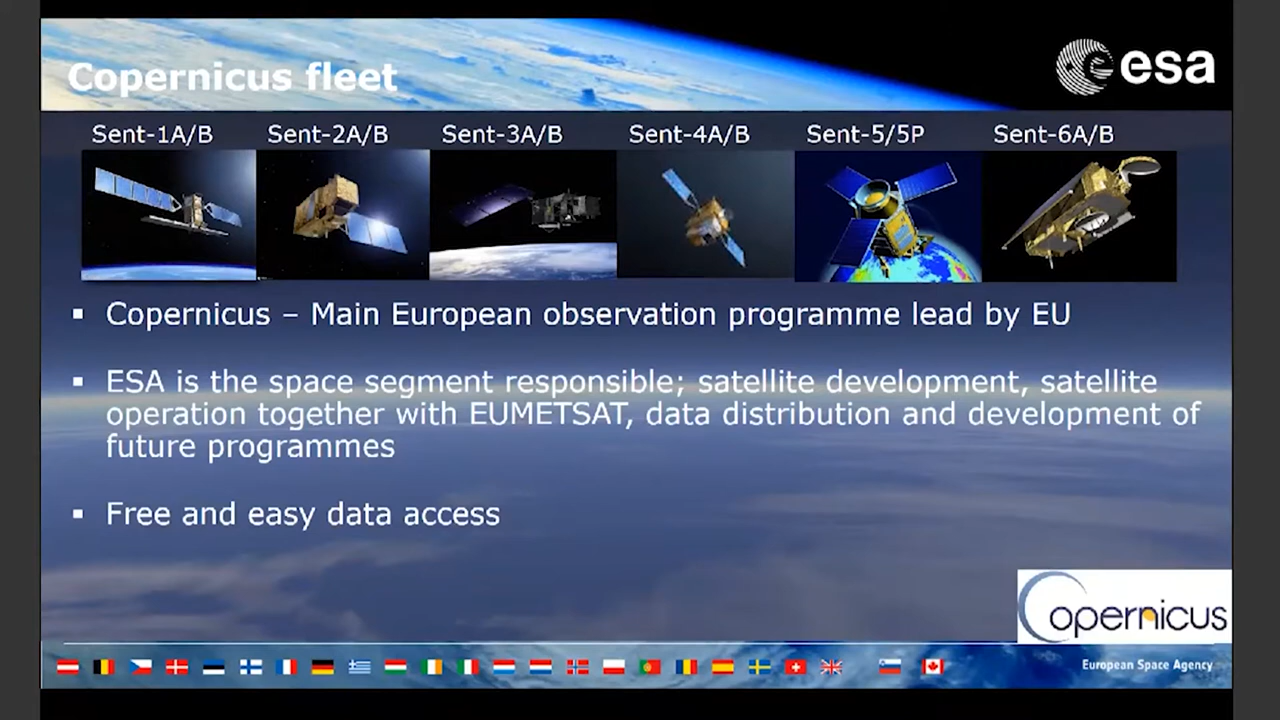 Copernicus fleet
esa
Sent-1A/B
Sent-2A/B
Sent-3A/B
Sent-4A/B
Sent-5/5P
Sent-6A/B
▪ Copernicus – Main European observation programme lead by EU
▪ ESA is the space segment responsible; satellite development, satellite
operation together with EUMETSAT, data distribution and development of
future programmes
▪ Free and easy data access
opernicus
European Space Agency